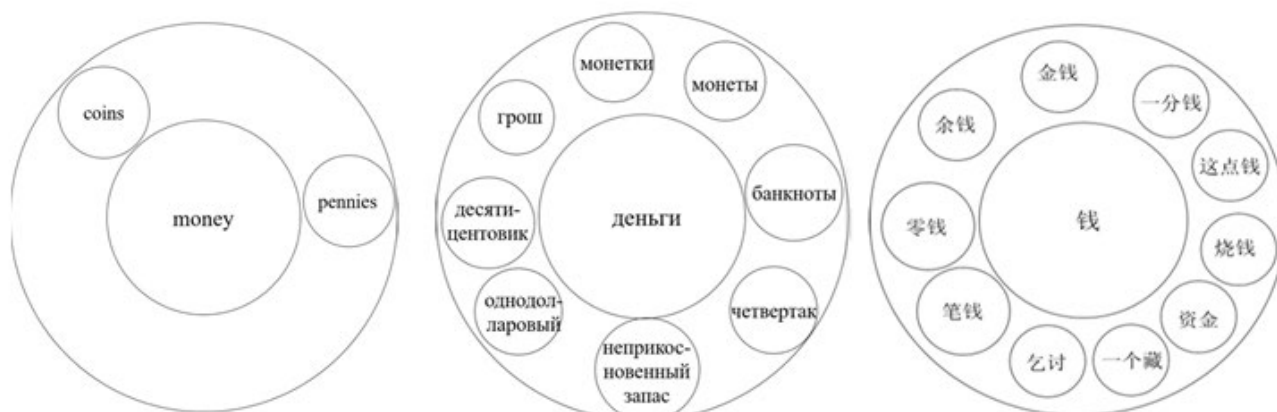 coins
money
pennies
монетки
монеты
грош
банкноты
десяти-
центовик
деньги
однодол-
ларовый
четвертак
неприкос-
новенный
запас
金钱
一分钱
余钱
这点钱
零钱
钱
烧钱
笔钱
资金
乞讨
一个藏